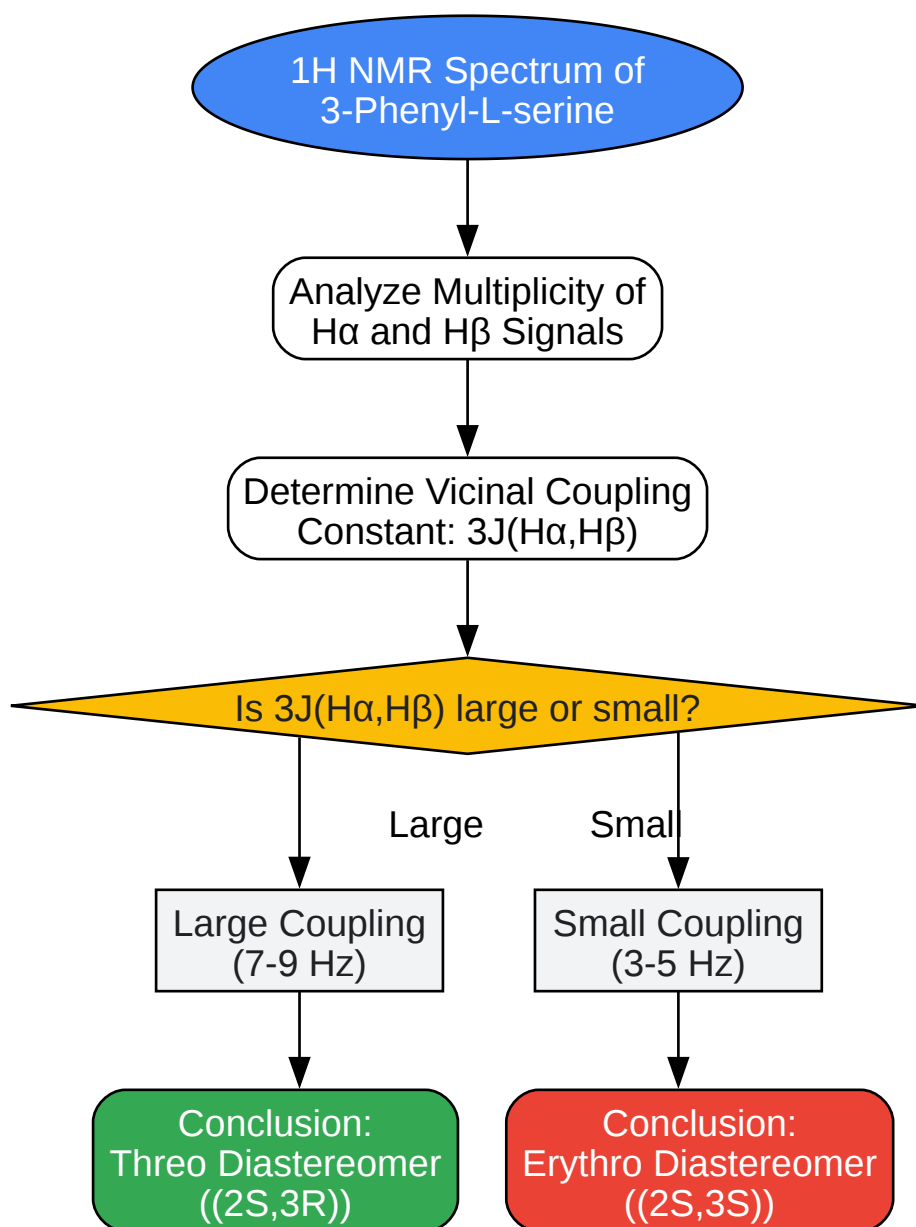 1H NMR Spectrum of
3-Phenyl-L-serine
Analyze Multiplicity of
Hα and Hβ Signals
Determine Vicinal Coupling
Constant: 3J(Hα,Hβ)
Is 3J(Hα,Hβ) large or small?
Large
Small
Large Coupling
(7-9 Hz)
Small Coupling
(3-5 Hz)
Conclusion:
Threo Diastereomer
((2S,3R))
Conclusion:
Erythro Diastereomer
((2S,3S))